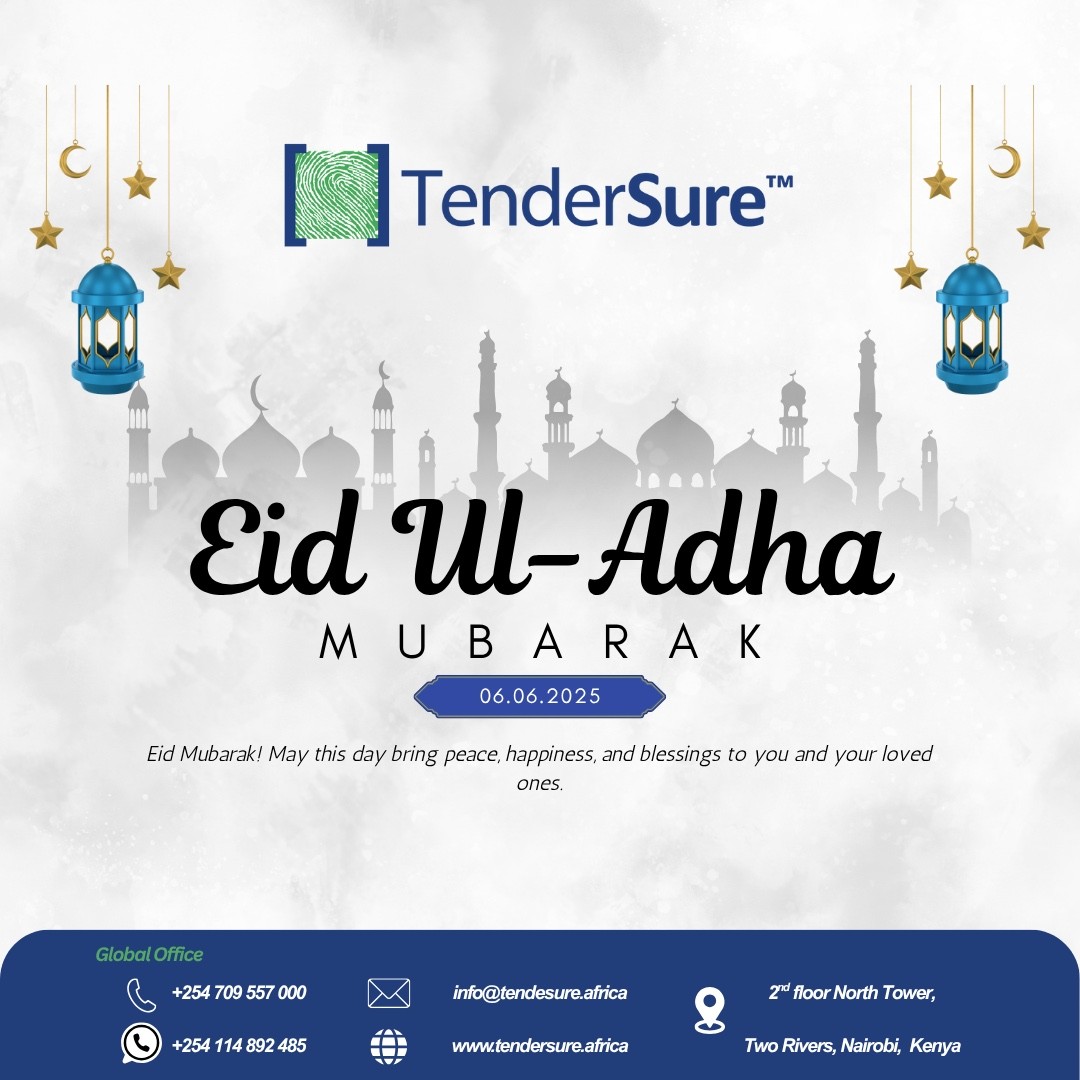 TenderSure™
Eid Ul-Adha
MUBARAK
06.06.2025
Eid Mubarak! May this day bring peace, happiness, and blessings to you and your loved
ones.
Global Office
+254 709 557 000
+254 114 892 485
info@tendesure.africa
www.tendersure.africa
2nd floor North Tower,
Two Rivers, Nairobi, Kenya